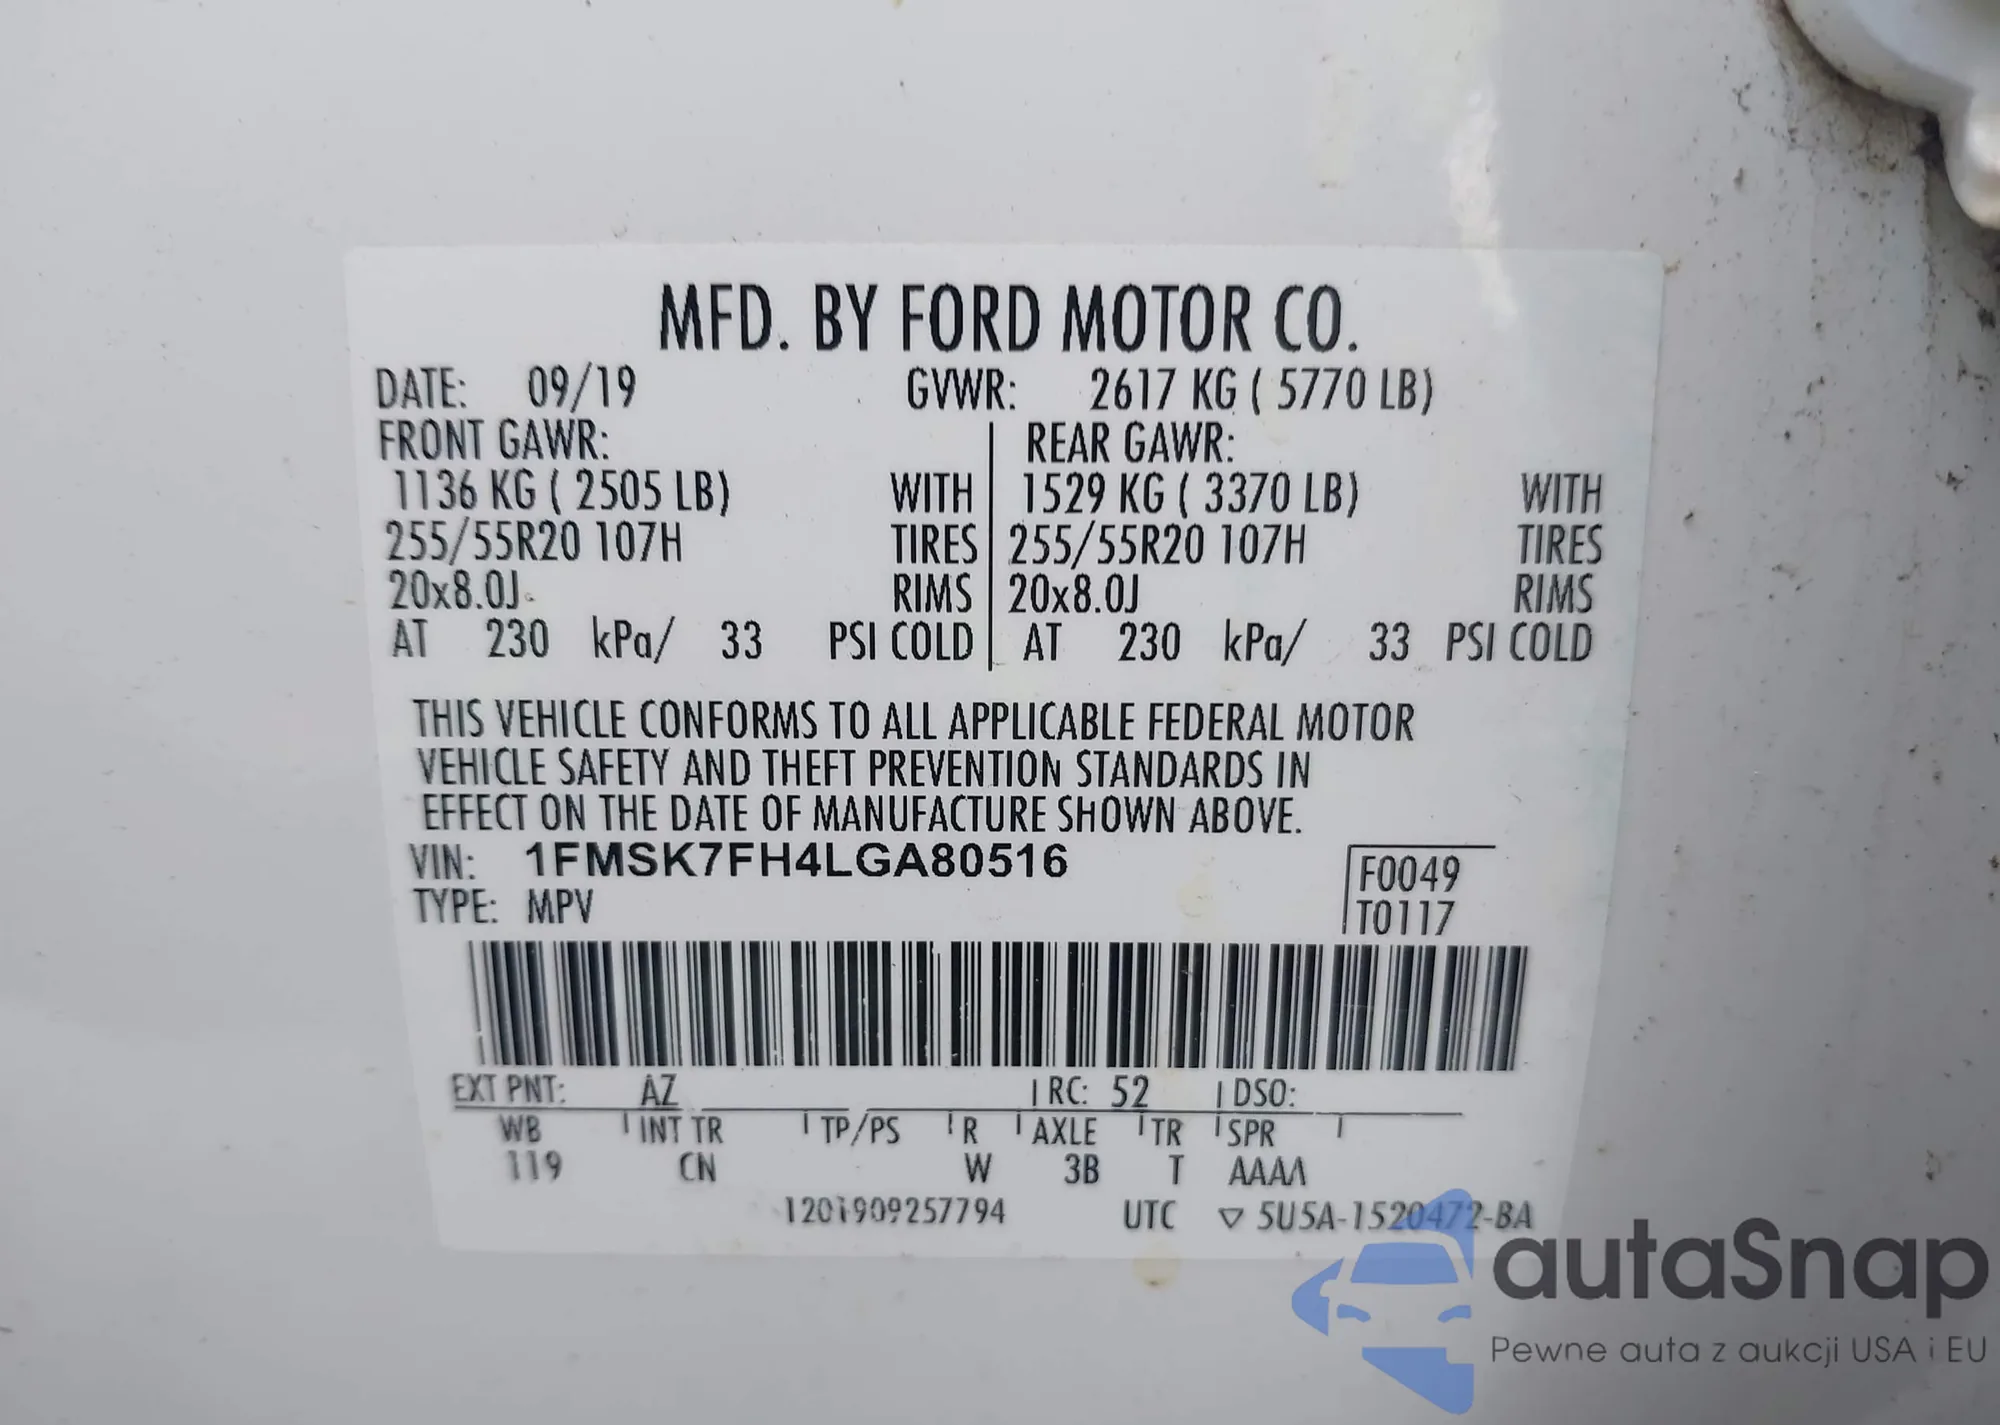 MFD. BY FORD MOTOR CO.
DATE: 09/19 GVWR: 2617 KG ( 5770 LB)
FRONT GAWR: REAR GAWR:
1136 KG ( 2505 LB) WITH 1529 KG ( 3370 LB) WITH
255/55R20 107H TIRES 255/55R20 107H TIRES
20x8.0J RIMS 20x8.0J RIMS
AT 230 kPa/ 33 PSI COLD AT 230 kPa/ 33 PSI COLD
THIS VEHICLE CONFORMS TO ALL APPLICABLE FEDERAL MOTOR
VEHICLE SAFETY AND THEFT PREVENTION STANDARDS IN
EFFECT ON THE DATE OF MANUFACTURE SHOWN ABOVE.
VIN: 1FMSK7FH4LGA80516 F0049
TYPE: MPV T0117
EXT PNT: AZ RC: 52 DSO:
WB INT TR TP/PS R AXLE TR SPR
119 CN W 3B T AAAA
1201909257794 UTC ▽ 5U5A-1520472-BA
autaSnap
Pewne auta z aukcji USA i EU